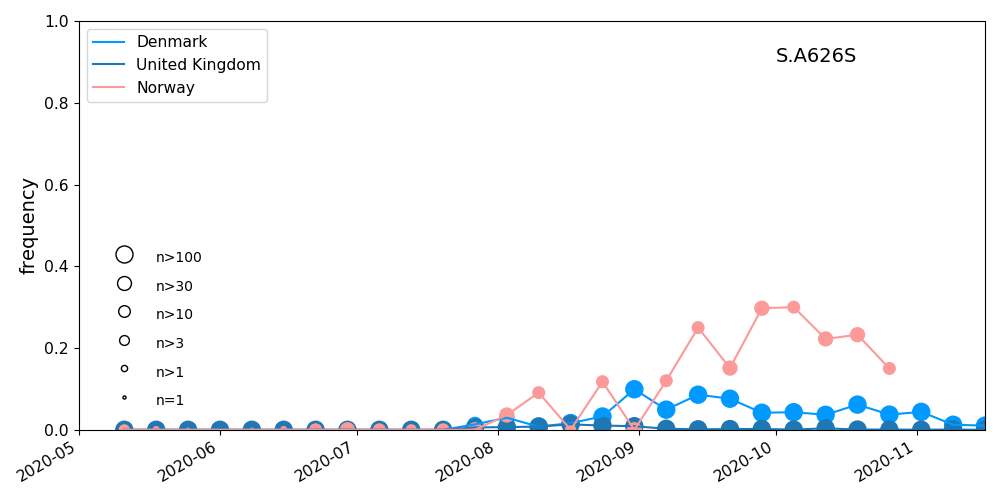 1.0
0.8
0.6
0.4
0.2
0.0
frequency
Denmark
United Kingdom
Norway
S.A626S
n>100
n>30
n>10
n>3
n>1
n=1
2020-05
2020-06
2020-07
2020-08
2020-09
2020-10
2020-11